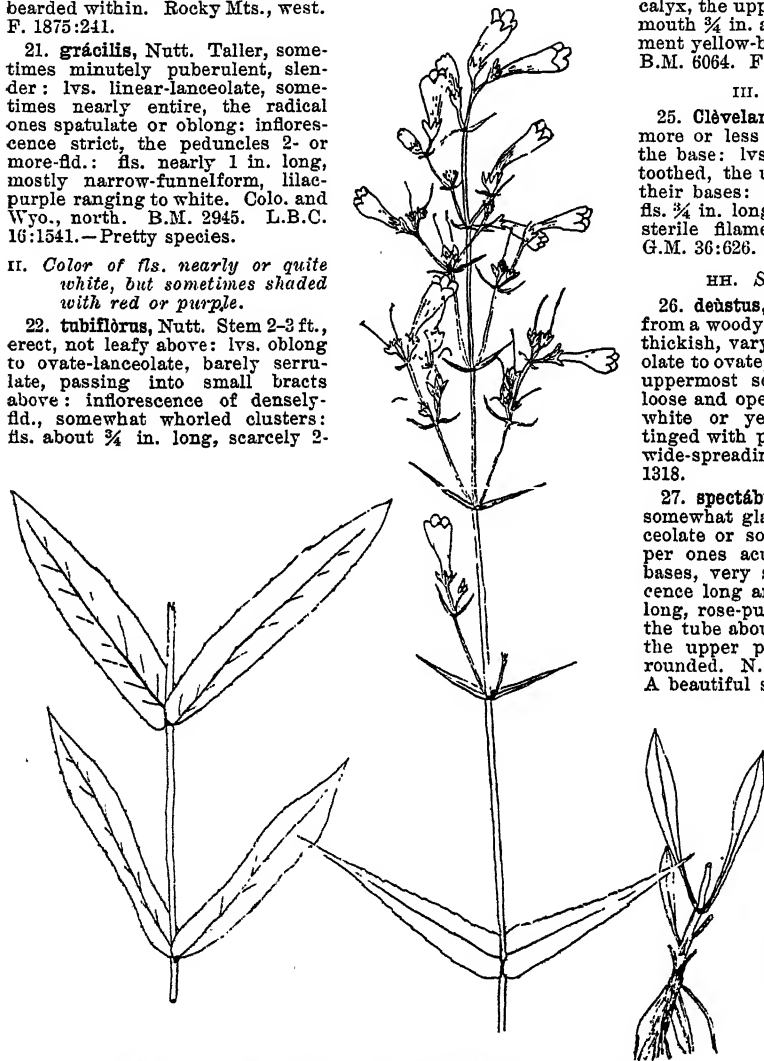 bearded within. Rocky Mts., west.
F. 1875:241.
21. grácilis, Nutt. Taller, some-
times minutely puberulent, slen-
der: lvs. linear-lanceolate, some-
times nearly entire, the radical
ones spatulate or oblong: inflores-
cence strict, the peduncles 2- or
more-fld.: fls. nearly 1 in. long,
mostly narrow-funnelform, lilac-
purple ranging to white. Colo. and
Wyo., north. B.M. 2945. L.B.C.
16:1541.—Pretty species.
II. Color of fls. nearly or quite
white, but sometimes shaded
with red or purple.
22. tubiflòrus, Nutt. Stem 2-3 ft.,
erect, not leafy above: lvs. oblong
to ovate-lanceolate, barely serru-
late, passing into small bracts
above: inflorescence of densely-
fld., somewhat whorled clusters:
fls. about ¾ in. long, scarcely 2-
calyx, the upp
mouth ¾ in. a
ment yellow-b
B.M. 6064. F
III.
25. Clèvelan
more or less
the base: lvs
toothed, the u
their bases:
fls. ¾ in. long
sterile filame
G.M. 36:626.
HH. S
26. deùstus,
from a woody
thickish, vary
olate to ovate,
uppermost se
loose and ope
white or ye
tinged with p
wide-spreadin
1318.
27. spectáb
somewhat gla
ceolate or so
per ones acu
bases, very s
cence long an
long, rose-pu
the tube abou
the upper p
rounded. N.
A beautiful s